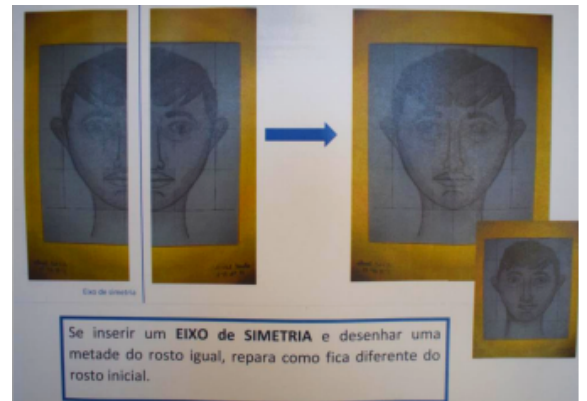 Eixo de simetria
Se inserir um EIXO de SIMETRIA e desenhar uma
metade do rosto igual, repara como fica diferente do
rosto inicial.